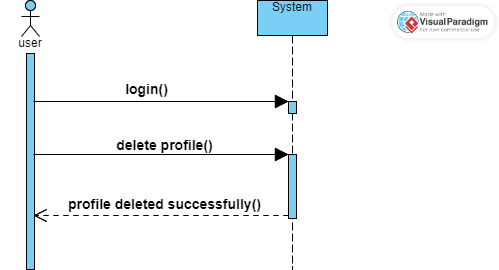 System
Made with
Visual Paradigm
For non-commercial use
user
login()
delete profile()
profile deleted successfully()